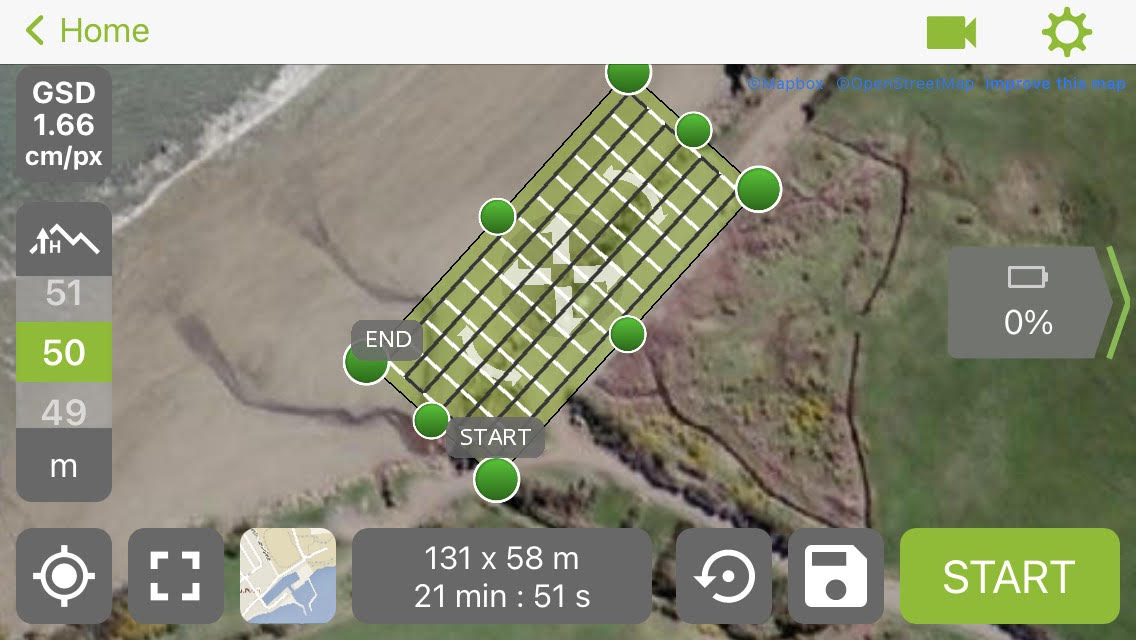 Home
©Mapbox ©OpenStreetMap Improve this map
GSD
1.66
cm/px
H
51
50
49
m
END
START
0%
131 x 58 m
21 min : 51 s
START